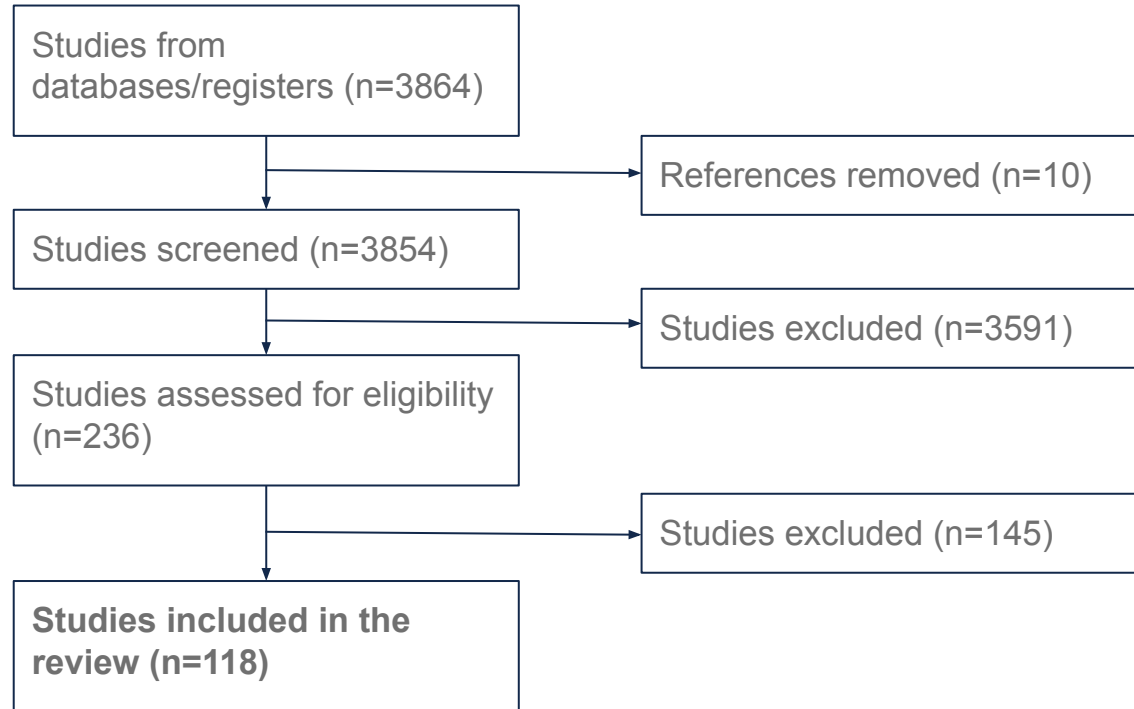 Studies from
databases/registers (n=3864)
References removed (n=10)
Studies screened (n=3854)
Studies excluded (n=3591)
Studies assessed for eligibility
(n=236)
Studies excluded (n=145)
Studies included in the
review (n=118)